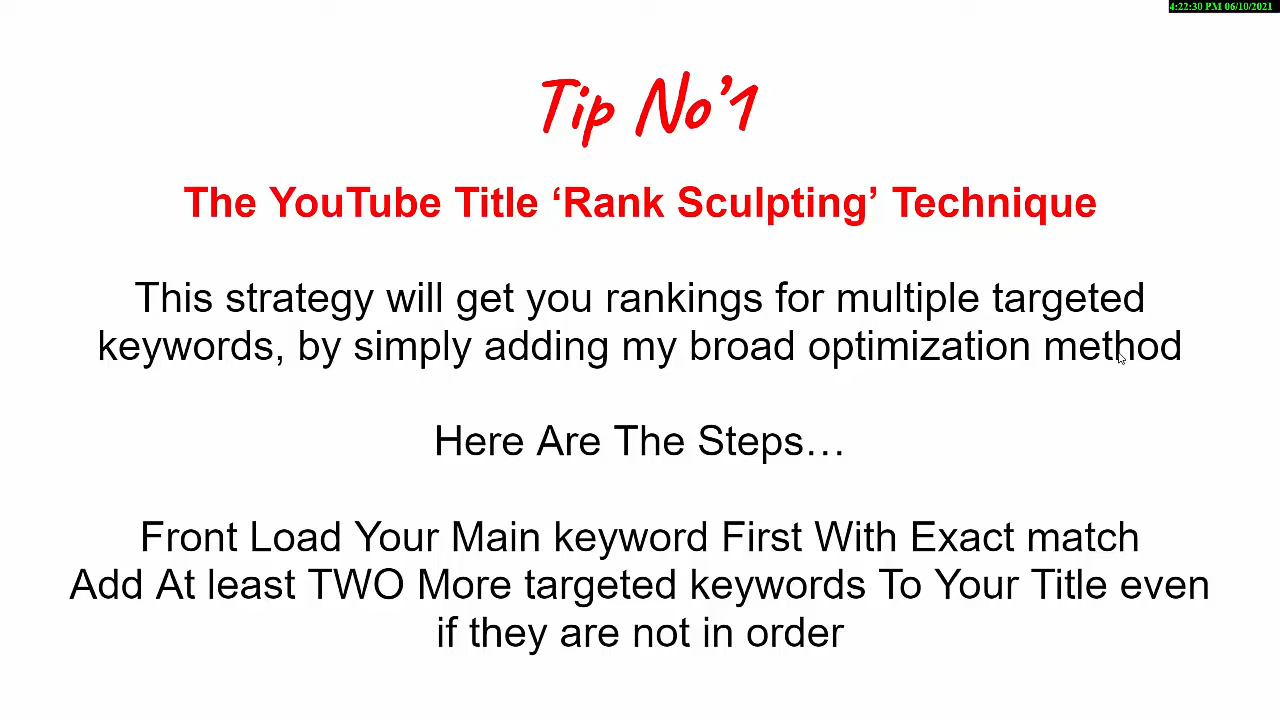 4:22:30 PM 06/10/2021
Tip No’1
The YouTube Title ‘Rank Sculpting’ Technique
This strategy will get you rankings for multiple targeted
keywords, by simply adding my broad optimization method
Here Are The Steps…
Front Load Your Main keyword First With Exact match
Add At least TWO More targeted keywords To Your Title even
if they are not in order